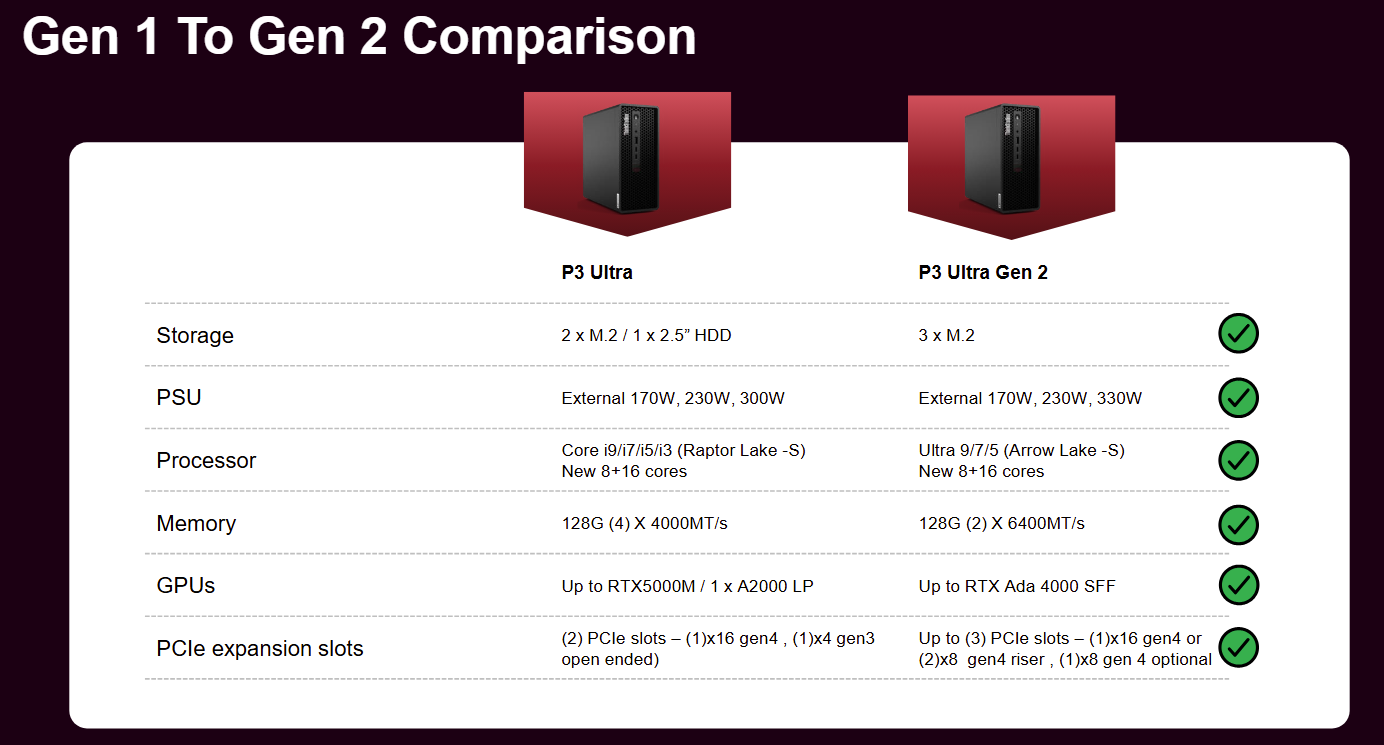 Gen 1 To Gen 2 Comparison
P3 Ultra
P3 Ultra Gen 2
Storage
2 x M.2 / 1 x 2.5” HDD
3 x M.2
PSU
External 170W, 230W, 300W
External 170W, 230W, 330W
Processor
Core i9/i7/i5/i3 (Raptor Lake -S)
New 8+16 cores
Ultra 9/7/5 (Arrow Lake -S)
New 8+16 cores
Memory
128G (4) X 4000MT/s
128G (2) X 6400MT/s
GPUs
Up to RTX5000M / 1 x A2000 LP
Up to RTX Ada 4000 SFF
PCIe expansion slots
(2) PCIe slots – (1)x16 gen4 , (1)x4 gen3
open ended)
Up to (3) PCIe slots – (1)x16 gen4 or
(2)x8  gen4 riser , (1)x8 gen 4 optional